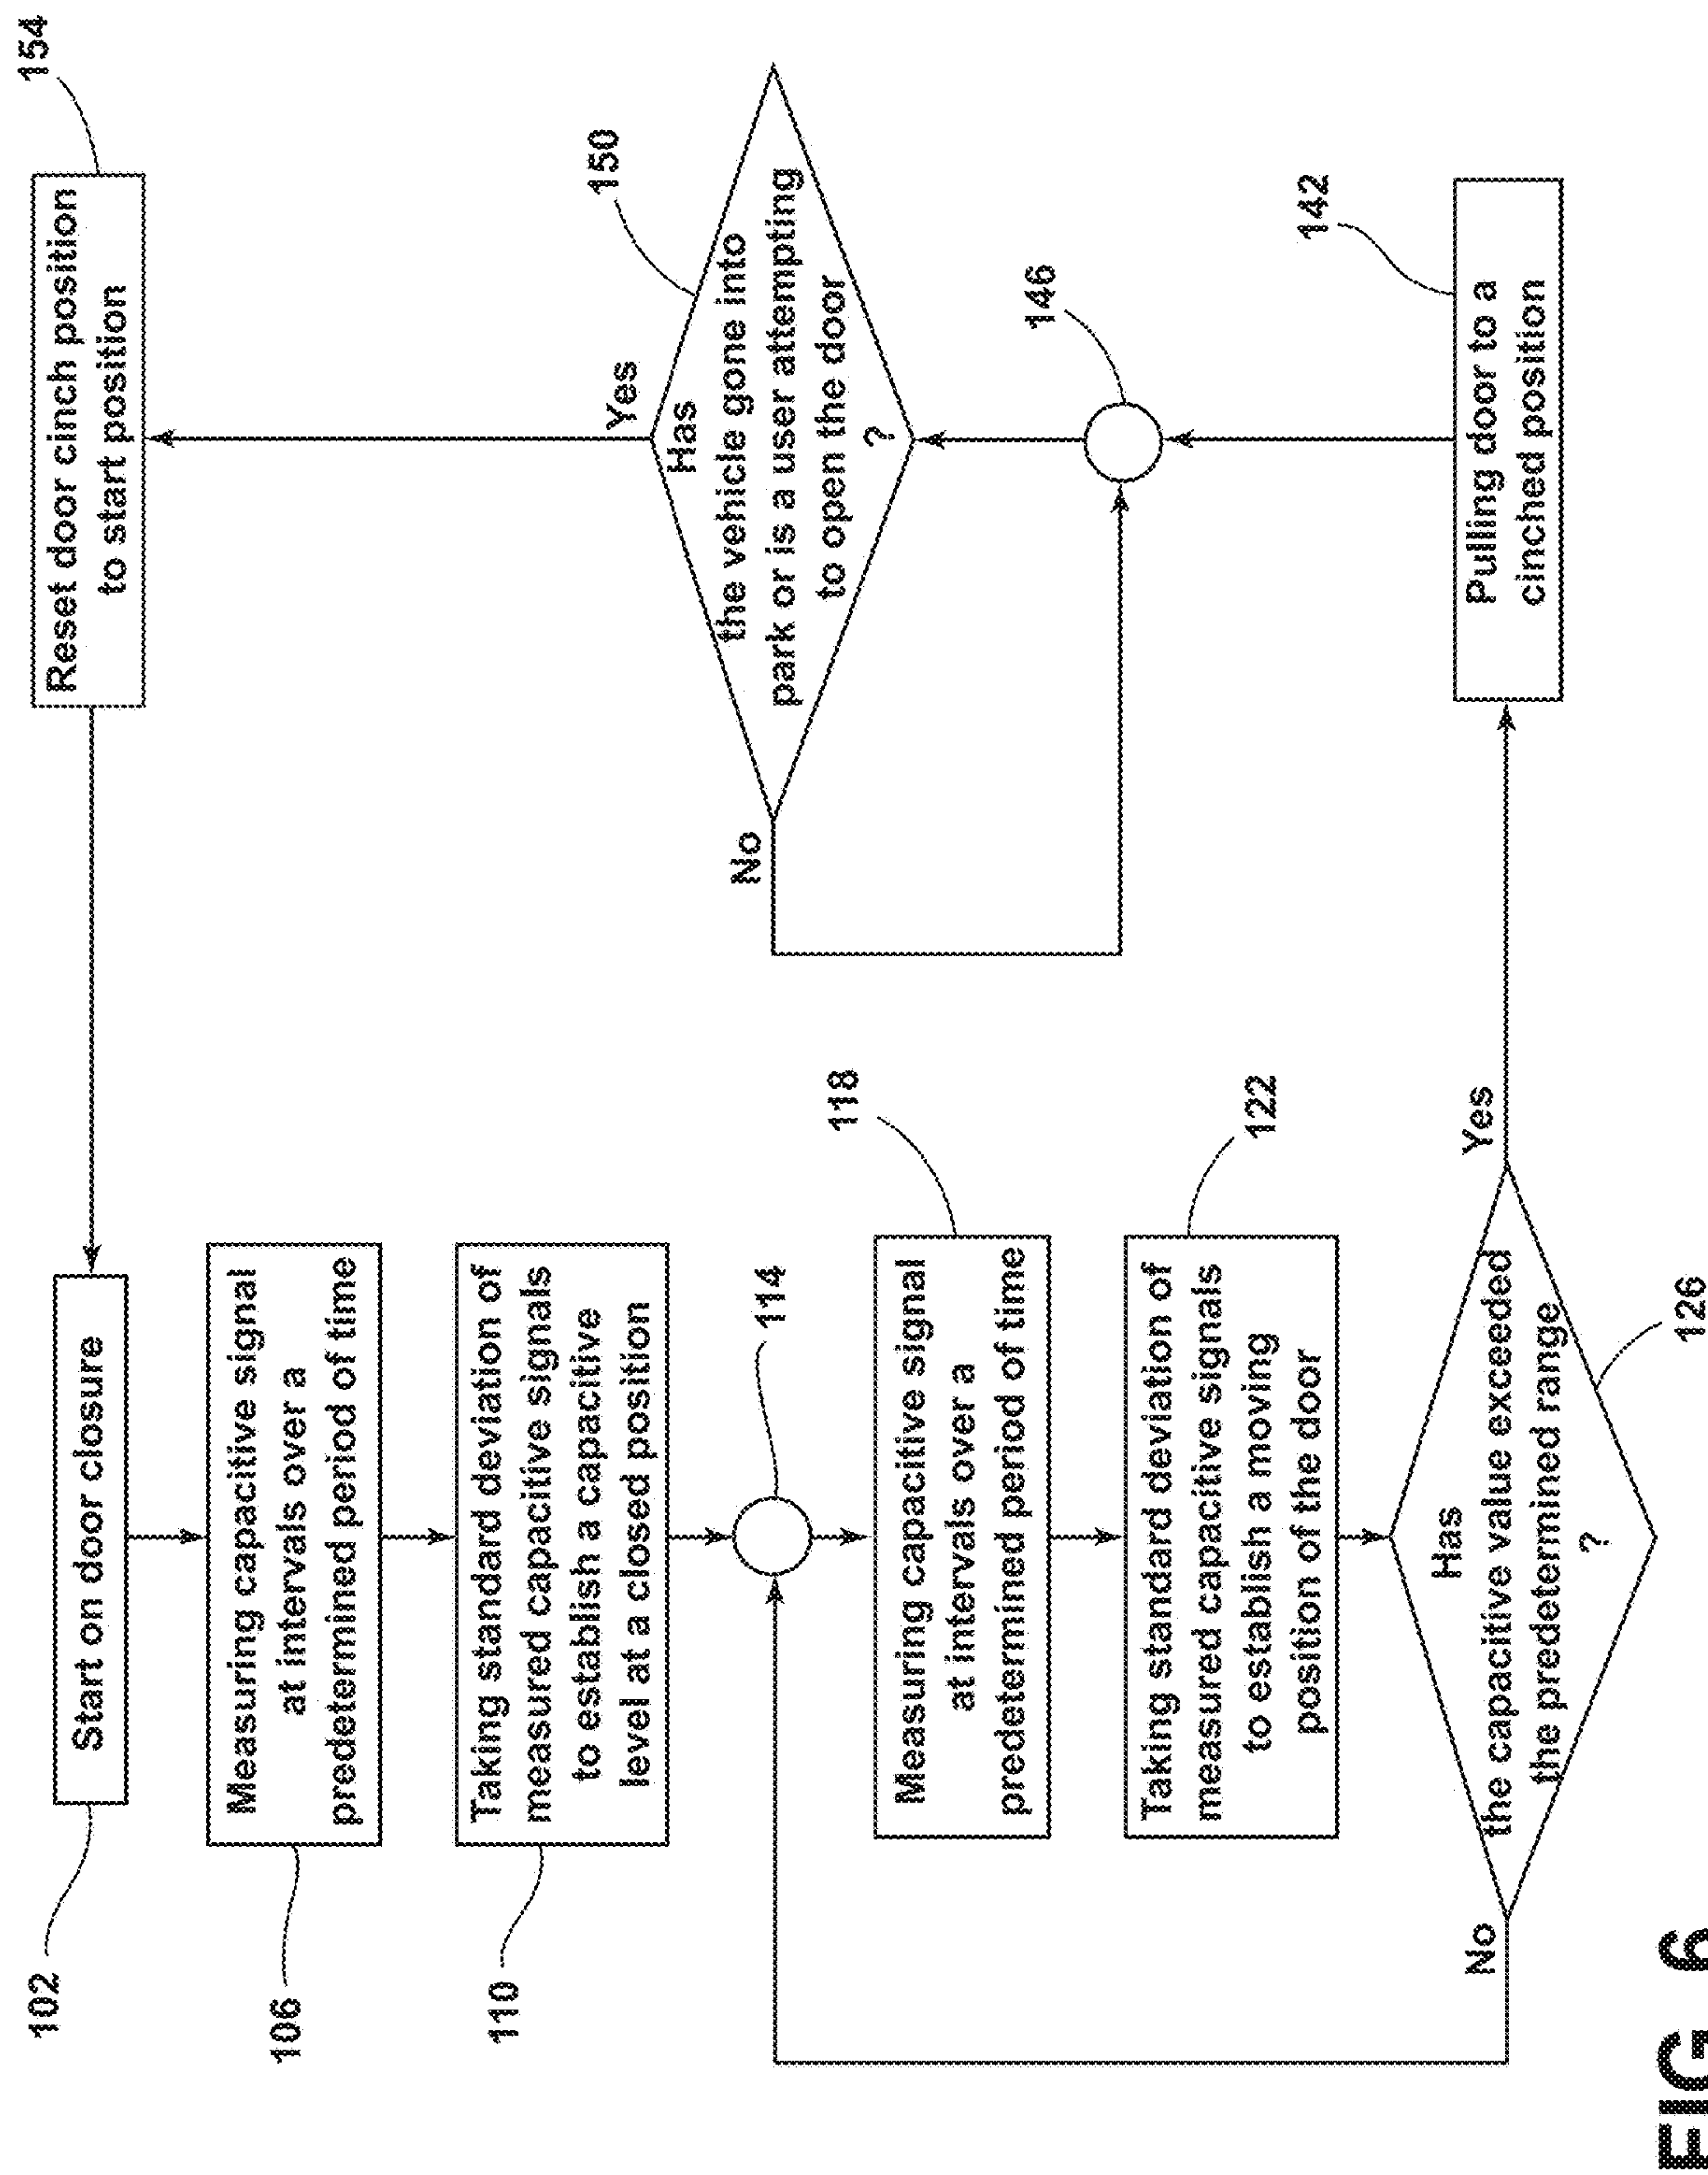 102
Start on door closure
106
Measuring capacitive signal
at intervals over a
predetermined period of time
110
Taking standard deviation of
measured capacitive signals
to establish a capacitive
level at a closed position
114
118
Measuring capacitive signal
at intervals over a
predetermined period of time
122
Taking standard deviation of
measured capacitive signals
to establish a moving
position of the door
Has
the capacitive value exceeded
the predetermined range
?
126
No
Yes
142
Pulling door to a
cinched position
146
150
Has
the vehicle gone into
park or is a user attempting
to open the door
?
No
Yes
154
Reset door cinch position
to start position
FIG 6